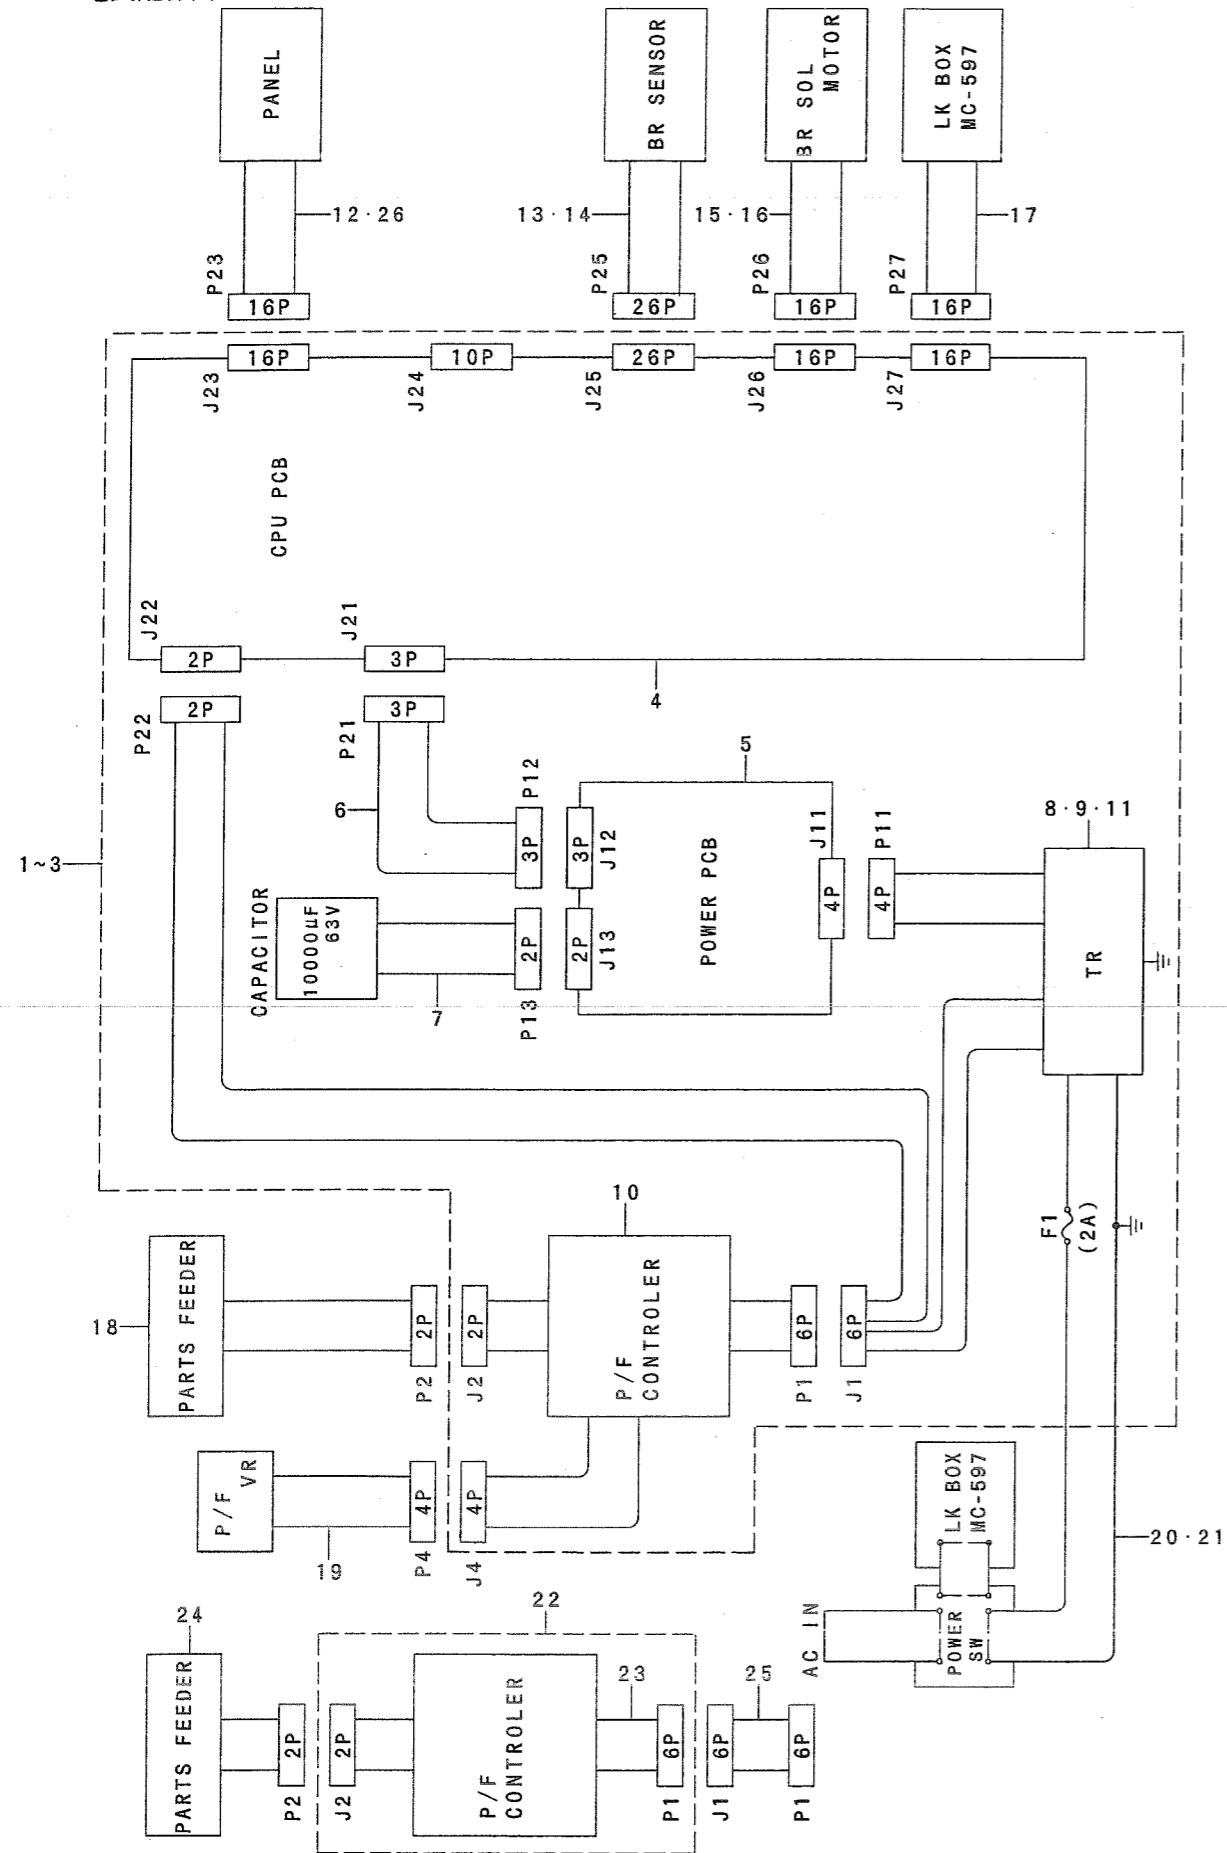 PANEL
BR SENSOR
BR SOL
MOTOR
LK BOX
MC-597
12·26
13·14
15·16
17
P23
P25
P26
P27
16P
26P
16P
16P
16P
10P
26P
16P
16P
J23
J24
J25
J26
J27
CPU PCB
J22
J21
2P
3P
4
2P
3P
P22
P21
5
6
P12
3P
3P
J12
J11
P11
8·9·11
1~3
CAPACITOR
10000μF
63V
POWER PCB
4P
4P
2P
2P
J13
P13
7
TR
10
F1
(2A)
18
PARTS FEEDER
2P
2P
P2
J2
P/F
CONTROLER
6P
6P
P1
J1
P/F
VR
19
4P
4P
P4
J4
LK BOX
MC-597
20·21
AC IN
POWER
SW
24
22
PARTS FEEDER
2P
2P
P2
J2
P/F
CONTROLER
23
25
6P
6P
6P
P1
J1
P1